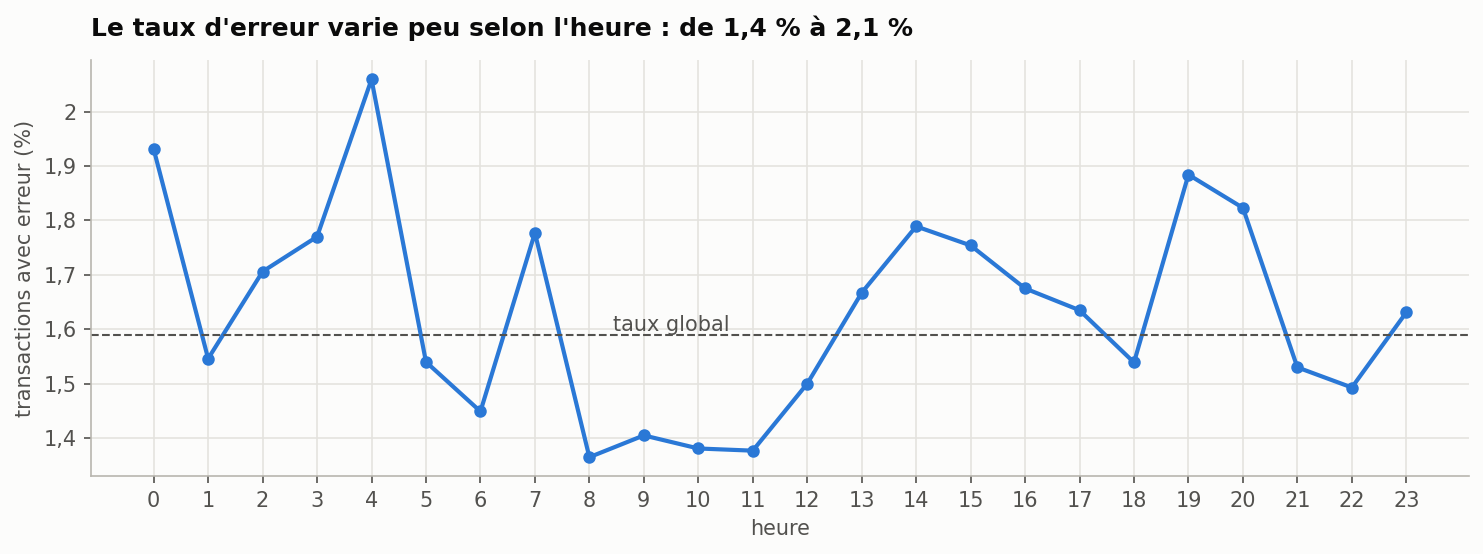 Le taux d'erreur varie peu selon l'heure : de 1,4 % à 2,1 %
transactions avec erreur (%)
2
1,9
1,8
1,7
1,6
1,5
1,4
taux global
0 1 2 3 4 5 6 7 8 9 10 11 12 13 14 15 16 17 18 19 20 21 22 23
heure